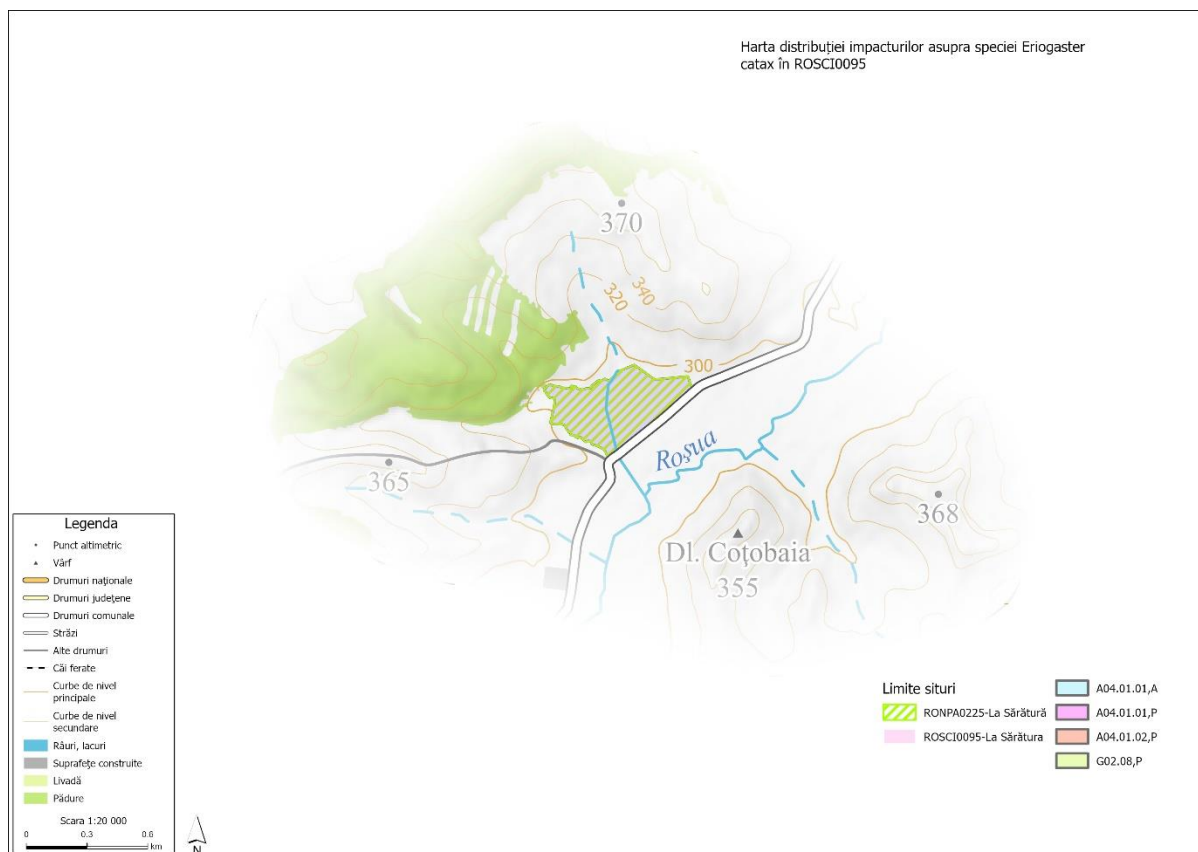 Harta distribuției impacturilor asupra speciei Eriogaster
catax în ROSCI0095
370
340
320
300
Roșua
365
368
Dl. Coțobaia
355
Legenda
Punct altimetric
Vârf
Drumuri naționale
Drumuri județene
Drumuri comunale
Străzi
Alte drumuri
Căi ferate
Curbe de nivel
principale
Curbe de nivel
secundare
Râuri, lacuri
Suprafețe construite
Livadă
Pădure
Scara 1:20 000
0 0.3 0.6
km
N
Limite situri
RONPA0225-La Sărătură
ROSCI0095-La Sărătura
A04.01.01,A
A04.01.01,P
A04.01.02,P
G02.08,P